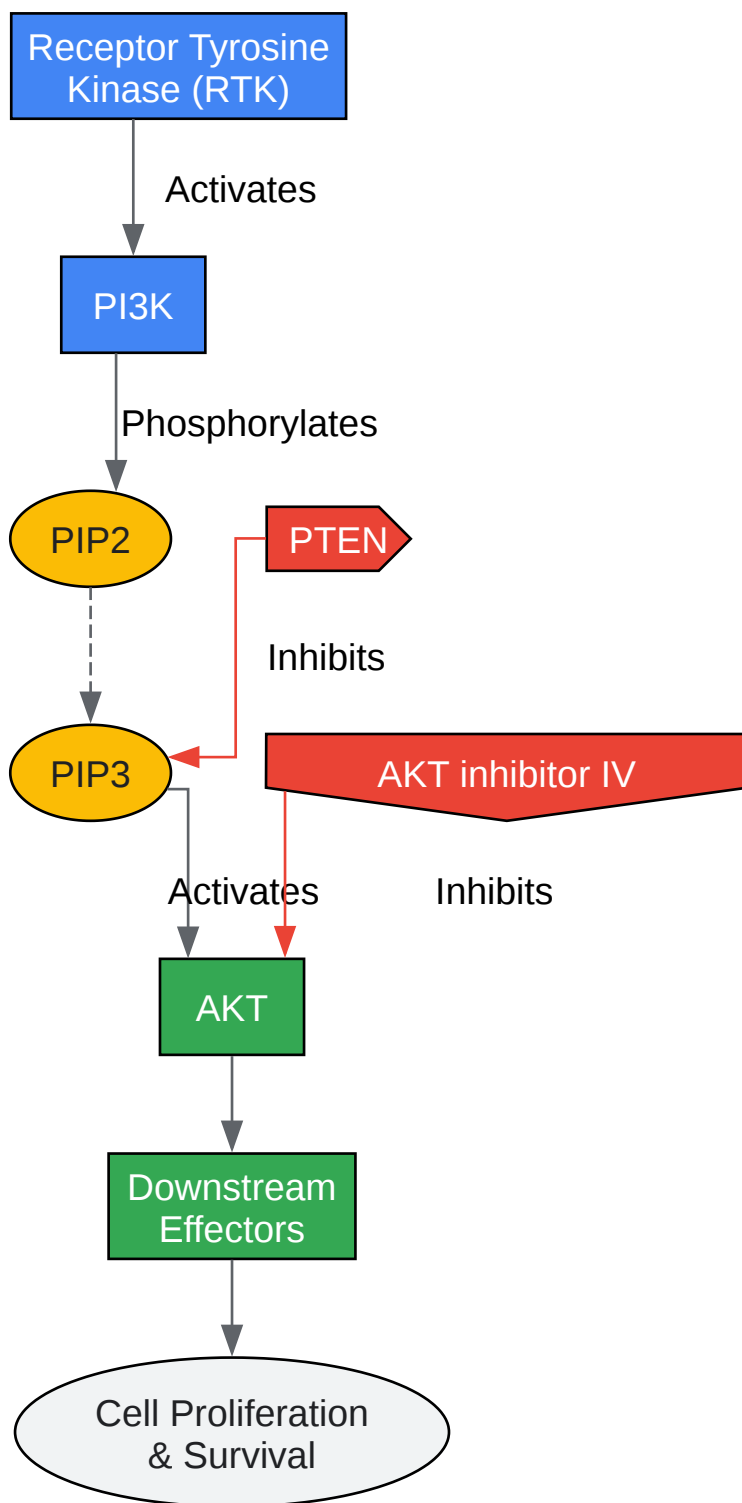 Receptor Tyrosine
Kinase (RTK)
Activates
PI3K
Phosphorylates
PIP2
PTEN
Inhibits
PIP3
AKT inhibitor IV
Activates
Inhibits
AKT
Downstream
Effectors
Cell Proliferation
& Survival